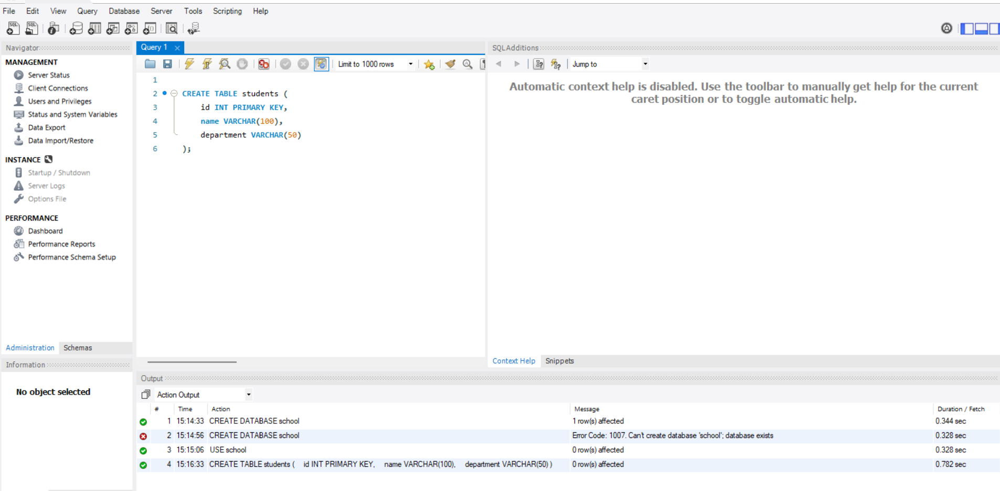 File Edit View Query Database Server Tools Scripting Help
Navigator
MANAGEMENT
Server Status
Client Connections
Users and Privileges
Status and System Variables
Data Export
Data Import/Restore
INSTANCE
Startup / Shutdown
Server Logs
Options File
PERFORMANCE
Dashboard
Performance Reports
Performance Schema Setup
Administration Schemas
Information
No object selected
Query 1
Limit to 1000 rows
1
2 CREATE TABLE students (
3 id INT PRIMARY KEY,
4 name VARCHAR(100),
5 department VARCHAR(50)
6 );
SQLAdditions
Jump to
Automatic context help is disabled. Use the toolbar to manually get help for the current
caret position or to toggle automatic help.
Context Help Snippets
Output
Action Output
# Time Action Message Duration / Fetch
1 15:14:33 CREATE DATABASE school 1 row(s) affected 0.344 sec
2 15:14:56 CREATE DATABASE school Error Code: 1007. Can't create database 'school'; database exists 0.328 sec
3 15:15:06 USE school 0 row(s) affected 0.328 sec
4 15:16:33 CREATE TABLE students ( id INT PRIMARY KEY, name VARCHAR(100), department VARCHAR(50) ) 0 row(s) affected 0.782 sec